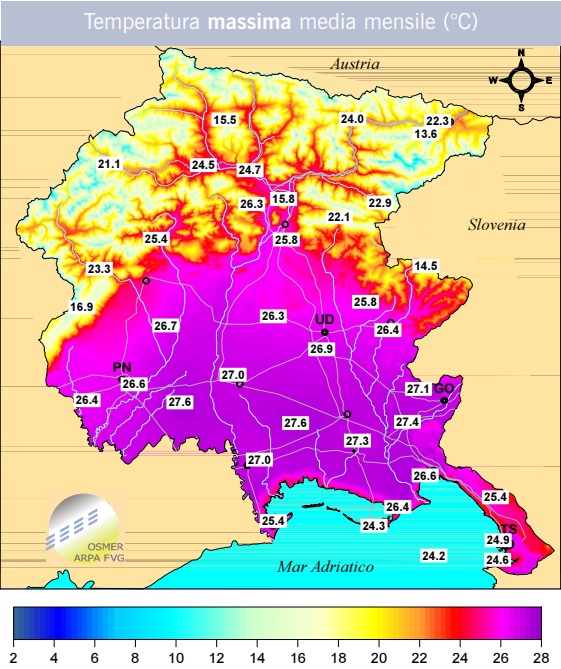 Temperatura massima media mensile (°C)
Austria
N
W E
S
15.5
24.0
22.3
13.6
21.1
24.5
24.7
26.3
15.8
22.9
22.1
Slovenia
25.4
25.8
23.3
14.5
16.9
25.8
26.7
26.3
UD
26.4
26.9
PN
26.6
27.0
27.1
GO
26.4
27.6
27.6
27.4
27.3
27.0
26.6
25.4
26.4
25.4
24.3
TS
24.9
24.2
24.6
OSMER
ARPA FVG
Mar Adriatico
2 4 6 8 10 12 14 16 18 20 22 24 26 28